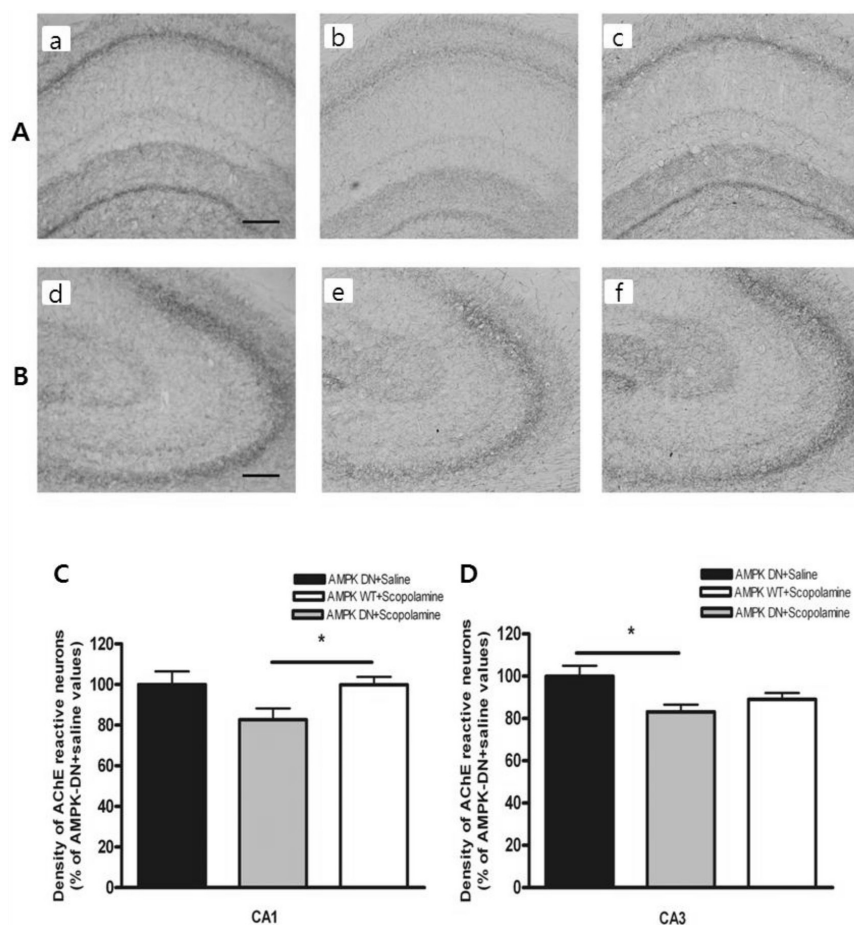 a
b
c
A
d
e
f
B
C
AMPK DN+Saline
AMPK WT+Scopolamine
AMPK DN+Scopolamine
Density of AChE reactive neurons
(% of AMPK-DN+saline values)
120
100
80
60
40
20
0
*
CA1
D
AMPK DN+Saline
AMPK WT+Scopolamine
AMPK DN+Scopolamine
Density of AChE reactive neurons
(% of AMPK-DN+saline values)
120
100
80
60
40
20
0
*
CA3